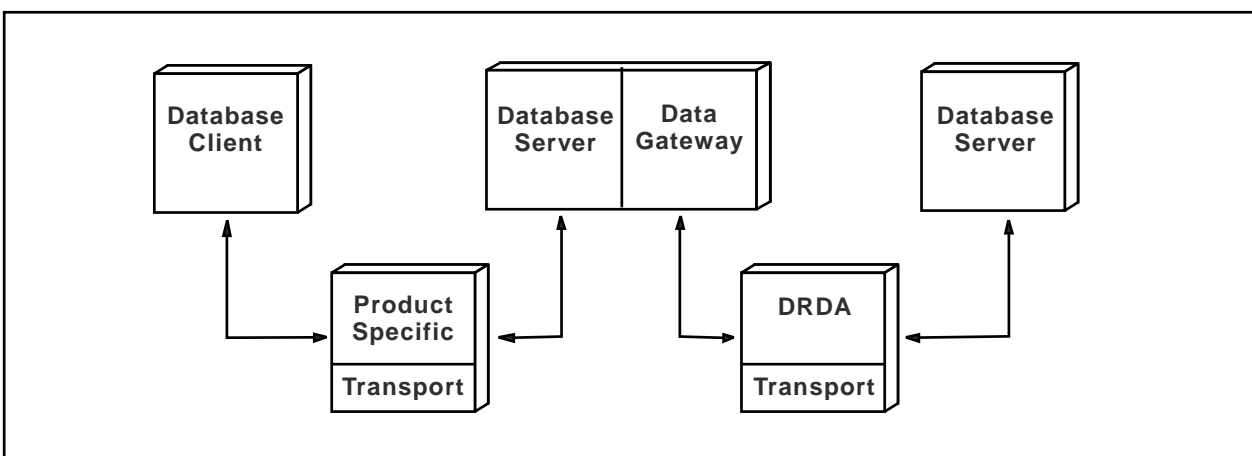 Database
Client
Database
Server
Data
Gateway
Database
Server
Product
Specific
Transport
DRDA
Transport